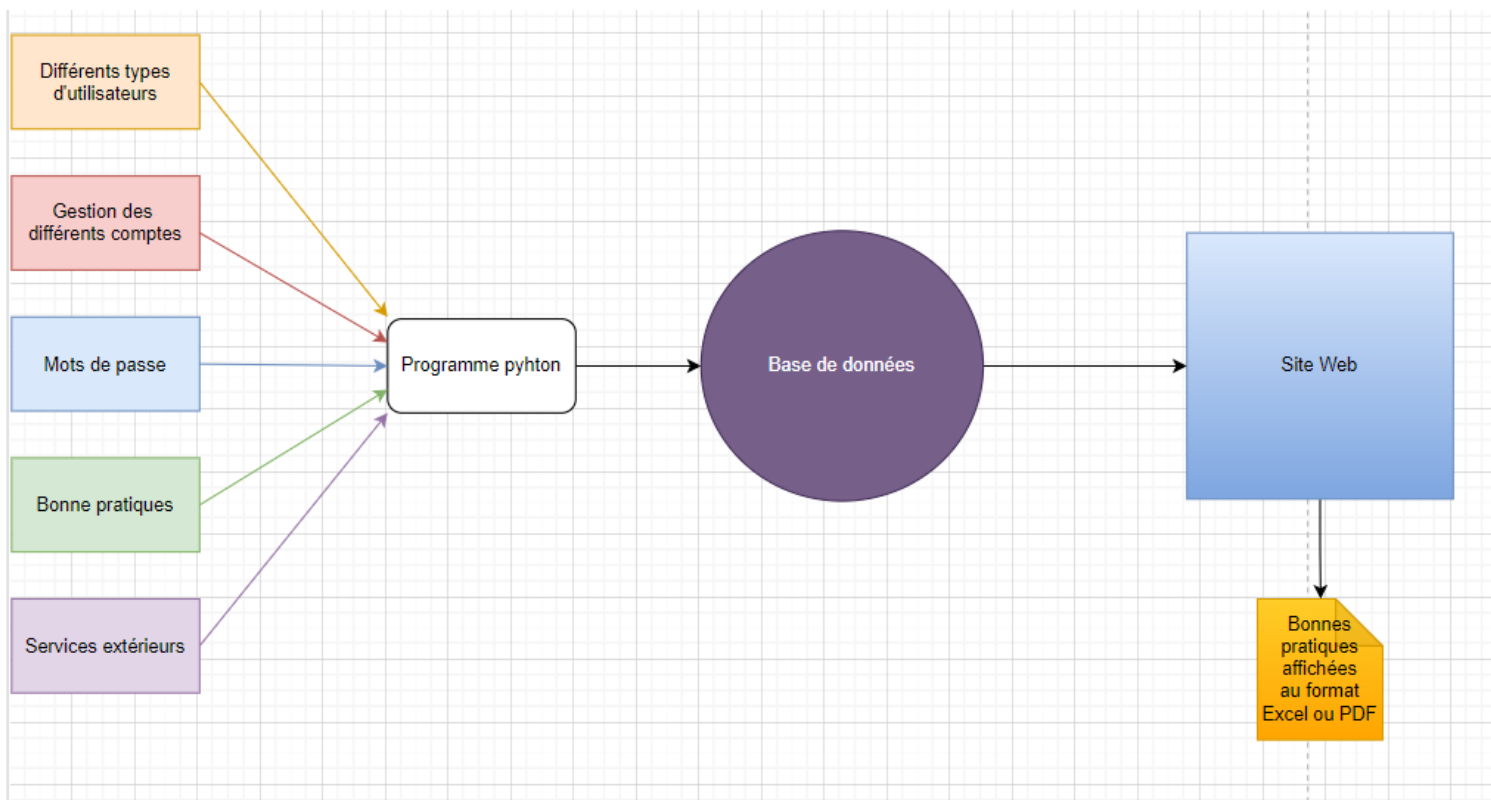 Différents types
d'utilisateurs
Gestion des
différents comptes
Mots de passe
Bonne pratiques
Services extérieurs
Programme pyhton
Base de données
Site Web
Bonnes
pratiques
affichées
au format
Excel ou PDF